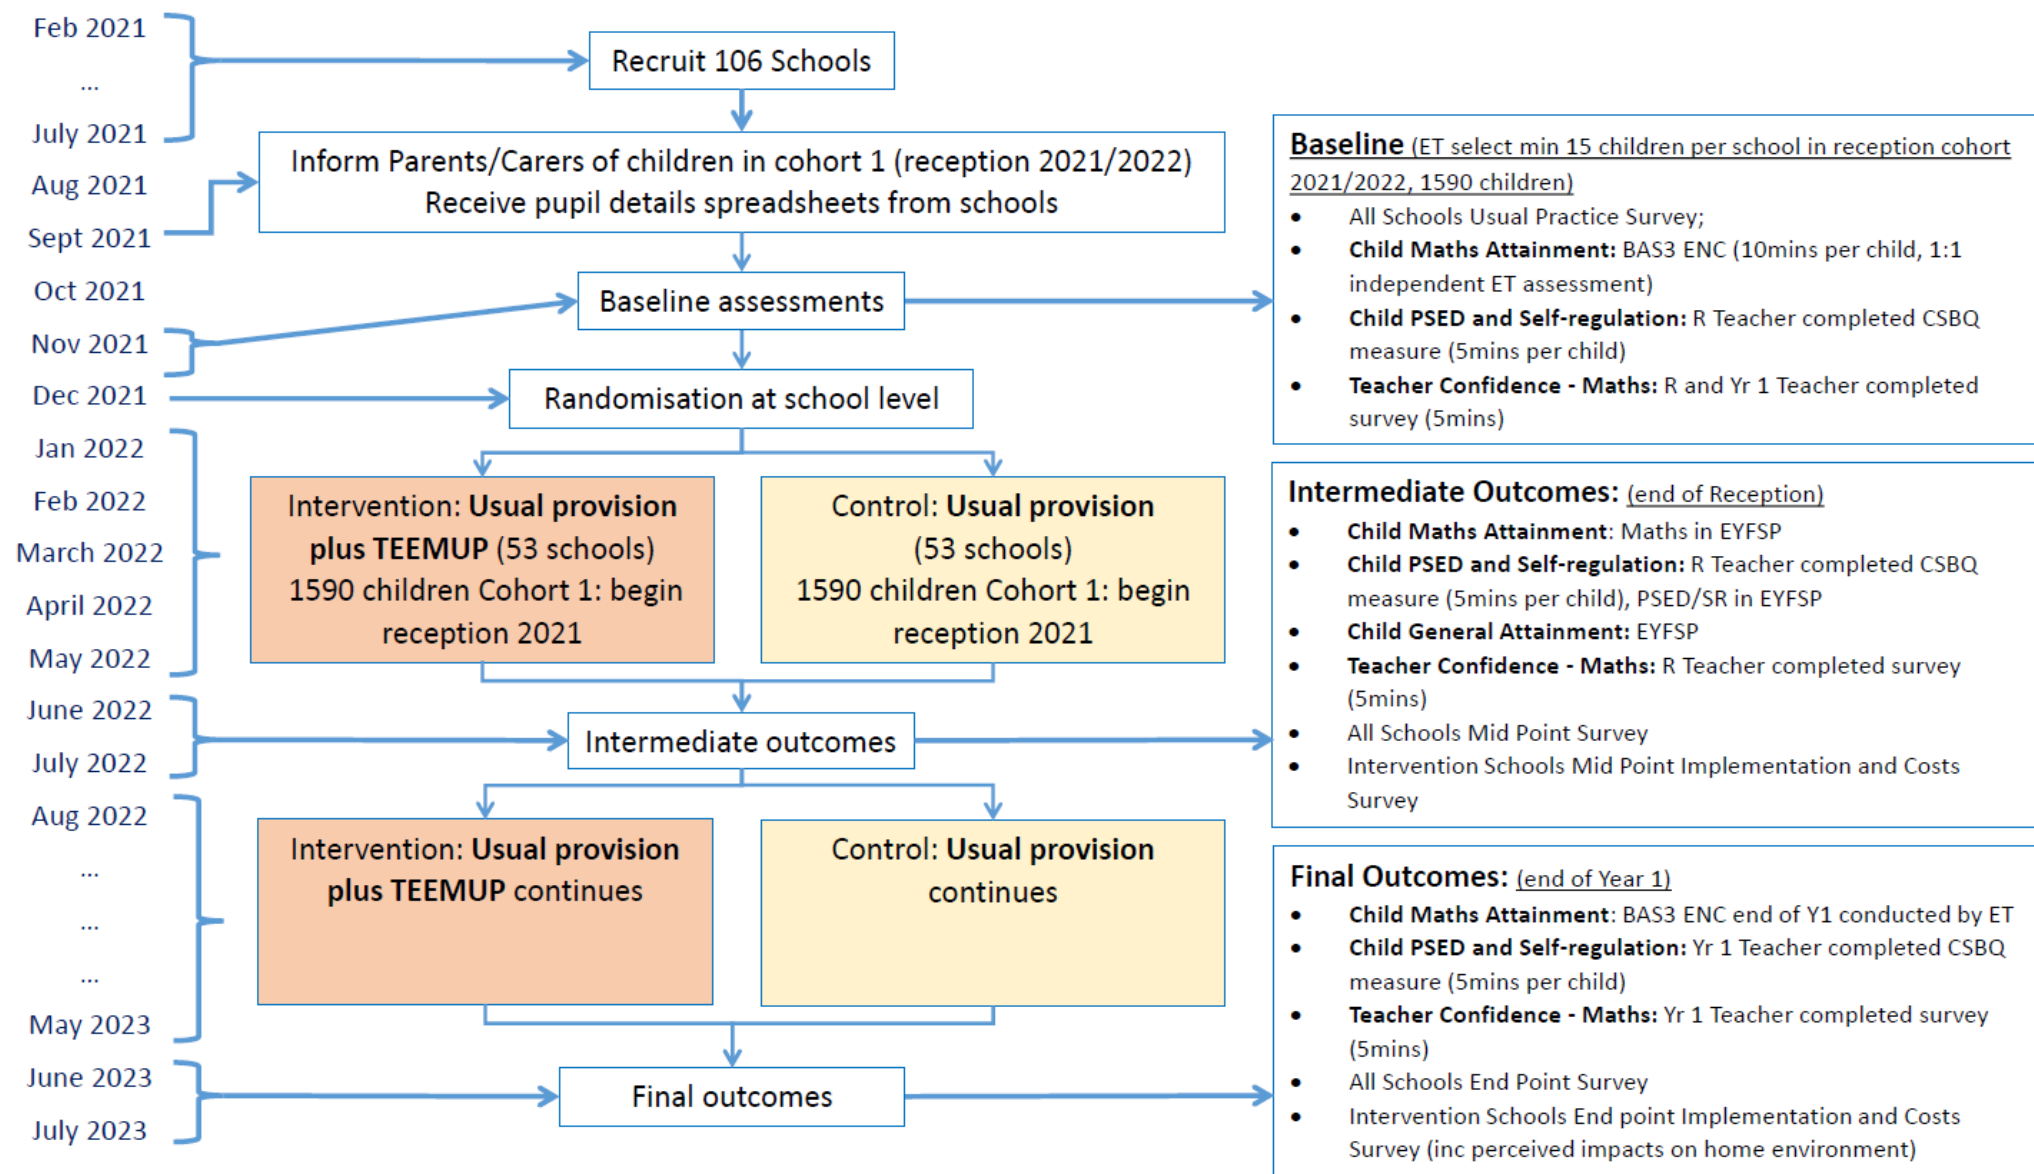 Feb 2021
...
July 2021
Aug 2021
Sept 2021
Oct 2021
Nov 2021
Dec 2021
Jan 2022
Feb 2022
March 2022
April 2022
May 2022
June 2022
July 2022
Aug 2022
...
...
...
May 2023
June 2023
July 2023
Recruit 106 Schools
Inform Parents/Carers of children in cohort 1 (reception 2021/2022)
Receive pupil details spreadsheets from schools
Baseline assessments
Randomisation at school level
Intervention: Usual provision
plus TEEMUP (53 schools)
1590 children Cohort 1: begin
reception 2021
Control: Usual provision
(53 schools)
1590 children Cohort 1: begin
reception 2021
Intermediate outcomes
Intervention: Usual provision
plus TEEMUP continues
Control: Usual provision
continues
Final outcomes
Baseline (ET select min 15 children per school in reception cohort
2021/2022, 1590 children)
• All Schools Usual Practice Survey;
• Child Maths Attainment: BAS3 ENC (10mins per child, 1:1
independent ET assessment)
• Child PSED and Self-regulation: R Teacher completed CSBQ
measure (5mins per child)
• Teacher Confidence - Maths: R and Yr 1 Teacher completed
survey (5mins)
Intermediate Outcomes: (end of Reception)
• Child Maths Attainment: Maths in EYFSP
• Child PSED and Self-regulation: R Teacher completed CSBQ
measure (5mins per child), PSED/SR in EYFSP
• Child General Attainment: EYFSP
• Teacher Confidence - Maths: R Teacher completed survey
(5mins)
• All Schools Mid Point Survey
• Intervention Schools Mid Point Implementation and Costs
Survey
Final Outcomes: (end of Year 1)
• Child Maths Attainment: BAS3 ENC end of Y1 conducted by ET
• Child PSED and Self-regulation: Yr 1 Teacher completed CSBQ
measure (5mins per child)
• Teacher Confidence - Maths: Yr 1 Teacher completed survey
(5mins)
• All Schools End Point Survey
• Intervention Schools End point Implementation and Costs
Survey (inc perceived impacts on home environment)